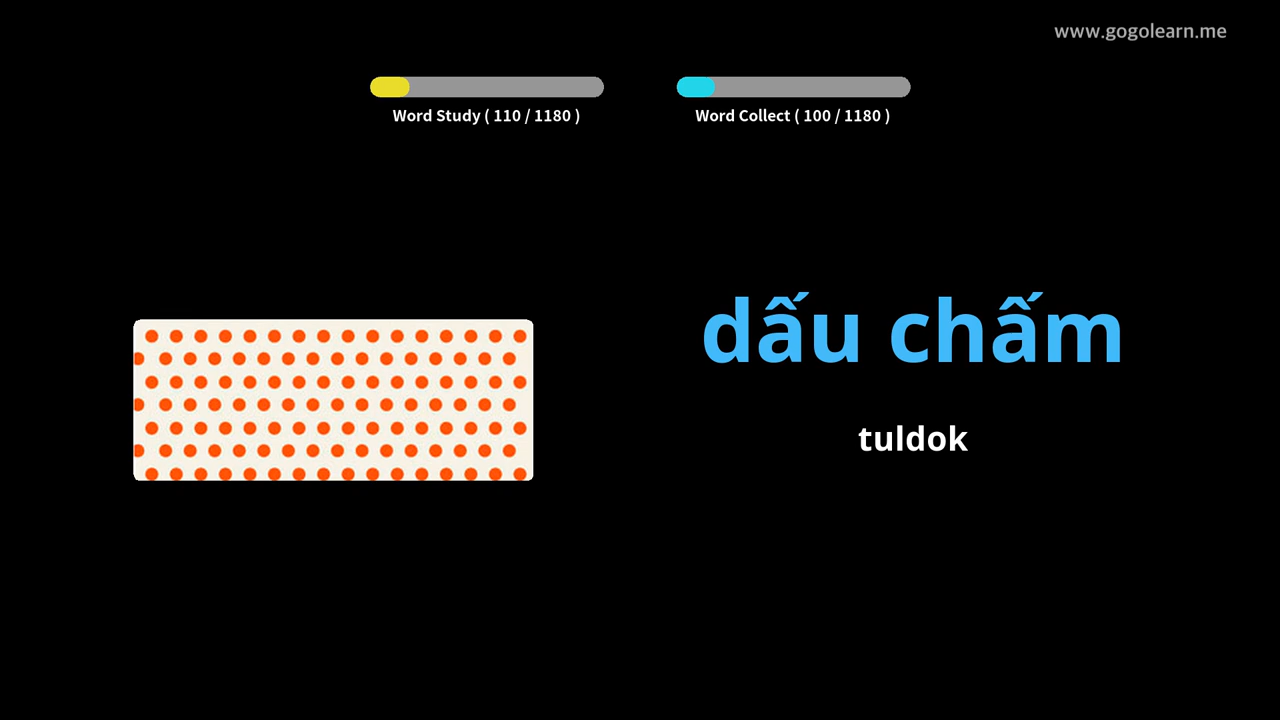 www.gogolearn.me
Word Study ( 110 / 1180 )
Word Collect ( 100 / 1180 )
dấu chấm
tuldok